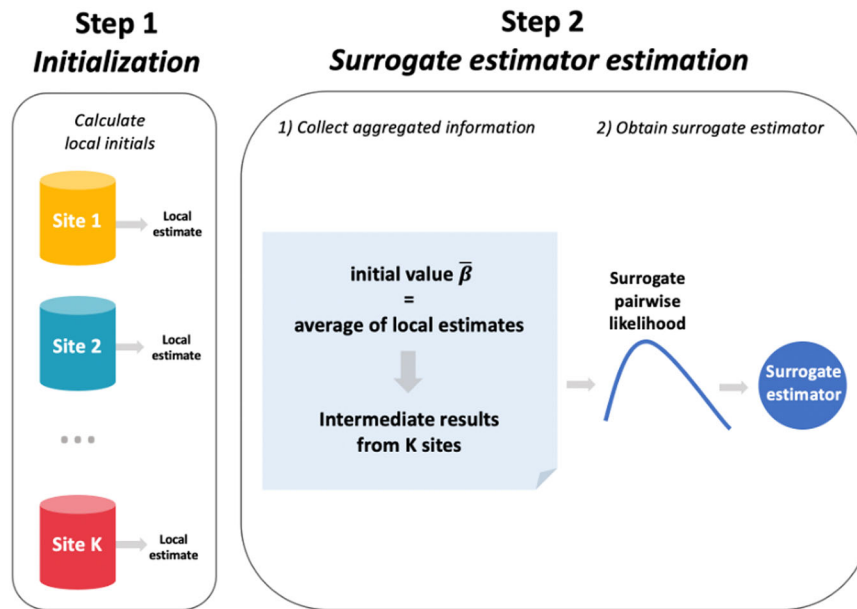 Step 1
Initialization
Calculate
local initials
Site 1
Local
estimate
Site 2
Local
estimate
...
Site K
Local
estimate
Step 2
Surrogate estimator estimation
1) Collect aggregated information
initial value β̅
=
average of local estimates
Intermediate results
from K sites
2) Obtain surrogate estimator
Surrogate
pairwise
likelihood
Surrogate
estimator